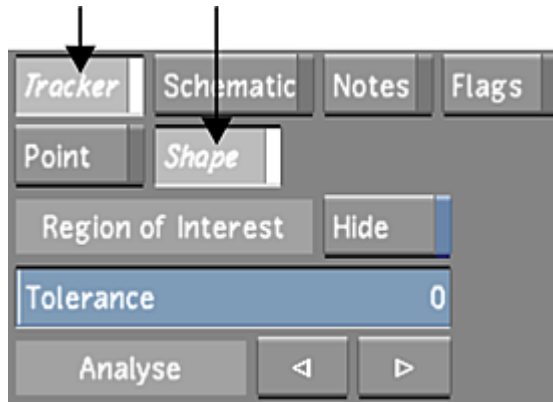 Tracker Schematic Notes Flags
Point Shape
Region of Interest Hide
Tolerance 0
Analyse